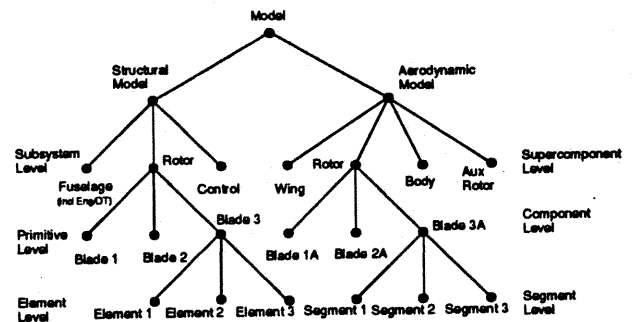 Model
Structural
Model
Aerodynamic
Model
Subsystem
Level
Rotor
Rotor
Supercomponent
Level
Fuselage
(incl Eng/DT)
Control
Wing
Body
Aux
Rotor
Primitive
Level
Blade 1
Blade 2
Blade 3
Blade 1A
Blade 2A
Blade 3A
Component
Level
Element
Level
Element 1
Element 2
Element 3
Segment 1
Segment 2
Segment 3
Segment
Level